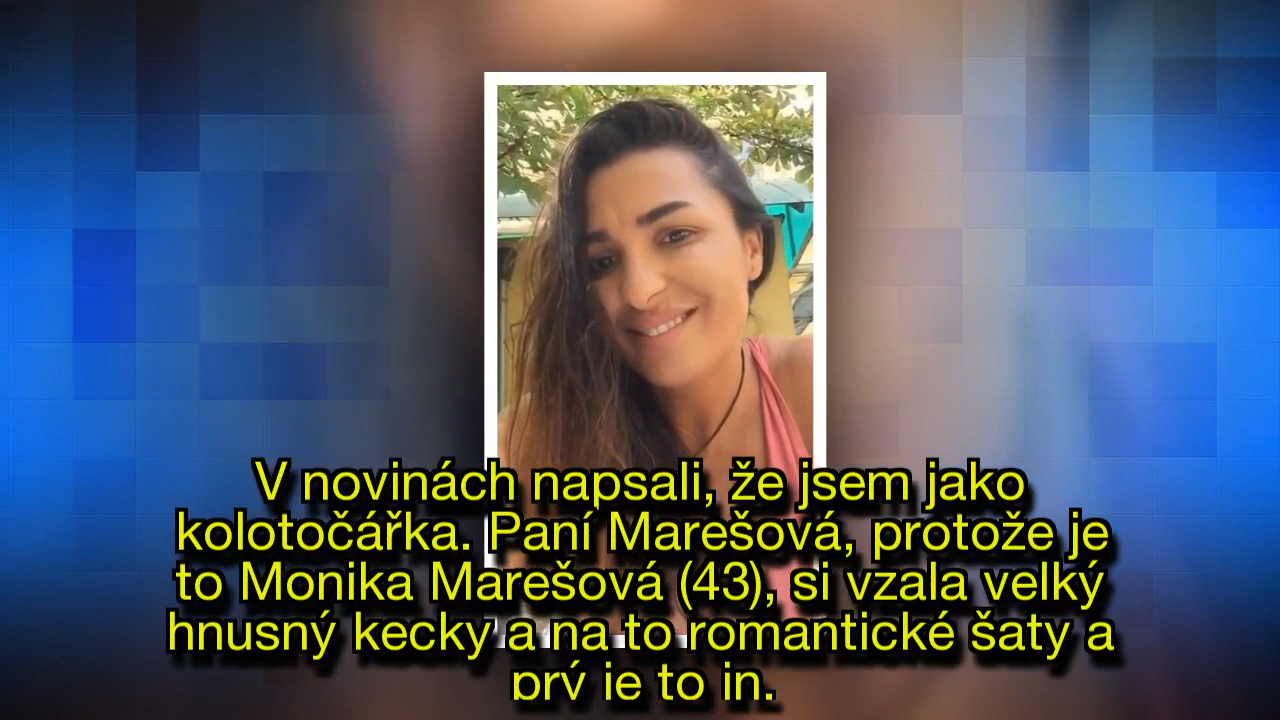 V novinách napsali, že jsem jako
kolotočářka. Paní Marešová, protože je
to Monika Marešová (43), si vzala velký
hnusný kecky a na to romantické šaty a
prý je to in.